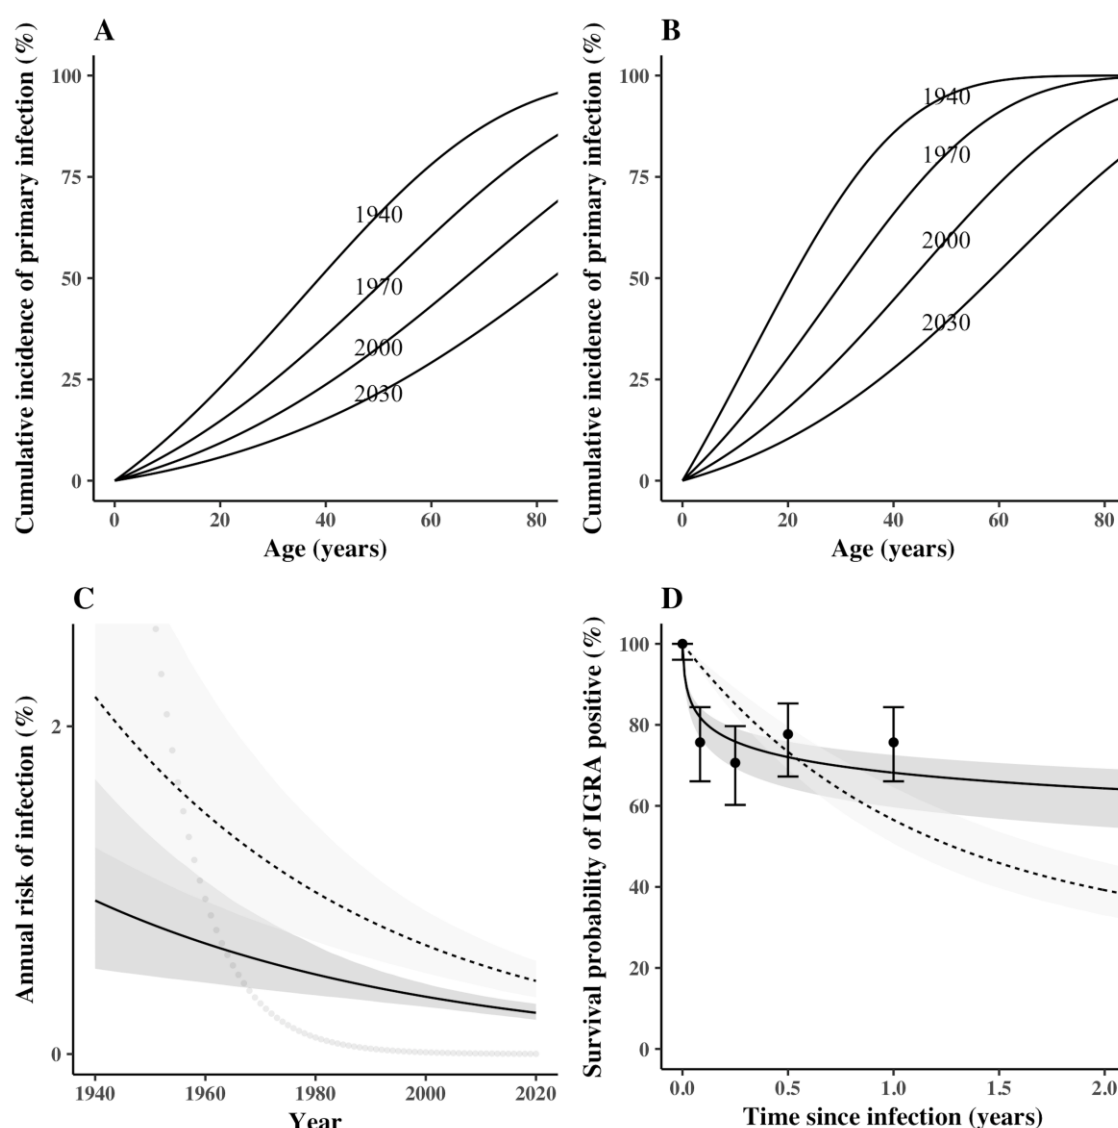 A
Cumulative incidence of primary infection (%)
100
75
50
25
0
1940
1970
2000
2030
0 20 40 60 80
Age (years)
B
Cumulative incidence of primary infection (%)
100
75
50
25
0
1940
1970
2000
2030
0 20 40 60 80
Age (years)
C
Annual risk of infection (%)
2
0
1940 1960 1980 2000 2020
Year
D
Survival probability of IGRA positive (%)
100
80
60
40
20
0
0.0 0.5 1.0 1.5 2.0
Time since infection (years)